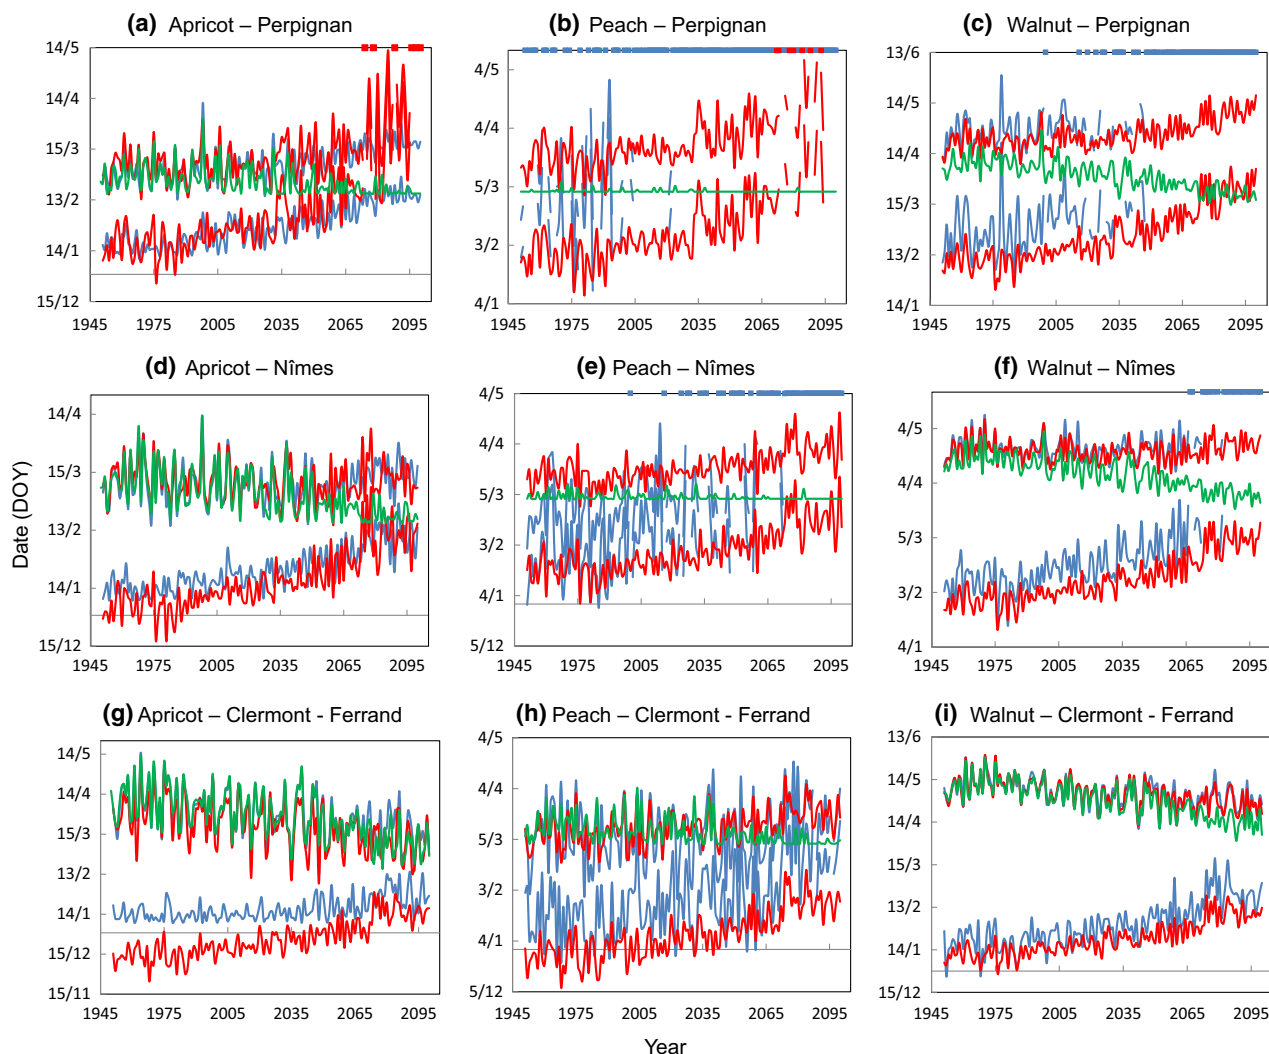 (a) Apricot – Perpignan
14/5
14/4
15/3
13/2
14/1
15/12
1945 1975 2005 2035 2065 2095
(b) Peach – Perpignan
4/5
4/4
5/3
3/2
4/1
1945 1975 2005 2035 2065 2095
(c) Walnut – Perpignan
13/6
14/5
14/4
15/3
13/2
14/1
1945 1975 2005 2035 2065 2095
(d) Apricot – Nîmes
14/4
15/3
13/2
14/1
15/12
1945 1975 2005 2035 2065 2095
(e) Peach – Nîmes
4/5
4/4
5/3
3/2
4/1
5/12
1945 1975 2005 2035 2065 2095
(f) Walnut – Nîmes
4/5
4/4
5/3
3/2
4/1
1945 1975 2005 2035 2065 2095
Date (DOY)
(g) Apricot – Clermont - Ferrand
14/5
14/4
15/3
13/2
14/1
15/12
15/11
1945 1975 2005 2035 2065 2095
(h) Peach – Clermont - Ferrand
4/5
4/4
5/3
3/2
4/1
5/12
1945 1975 2005 2035 2065 2095
(i) Walnut – Clermont - Ferrand
13/6
14/5
14/4
15/3
13/2
14/1
15/12
1945 1975 2005 2035 2065 2095
Year